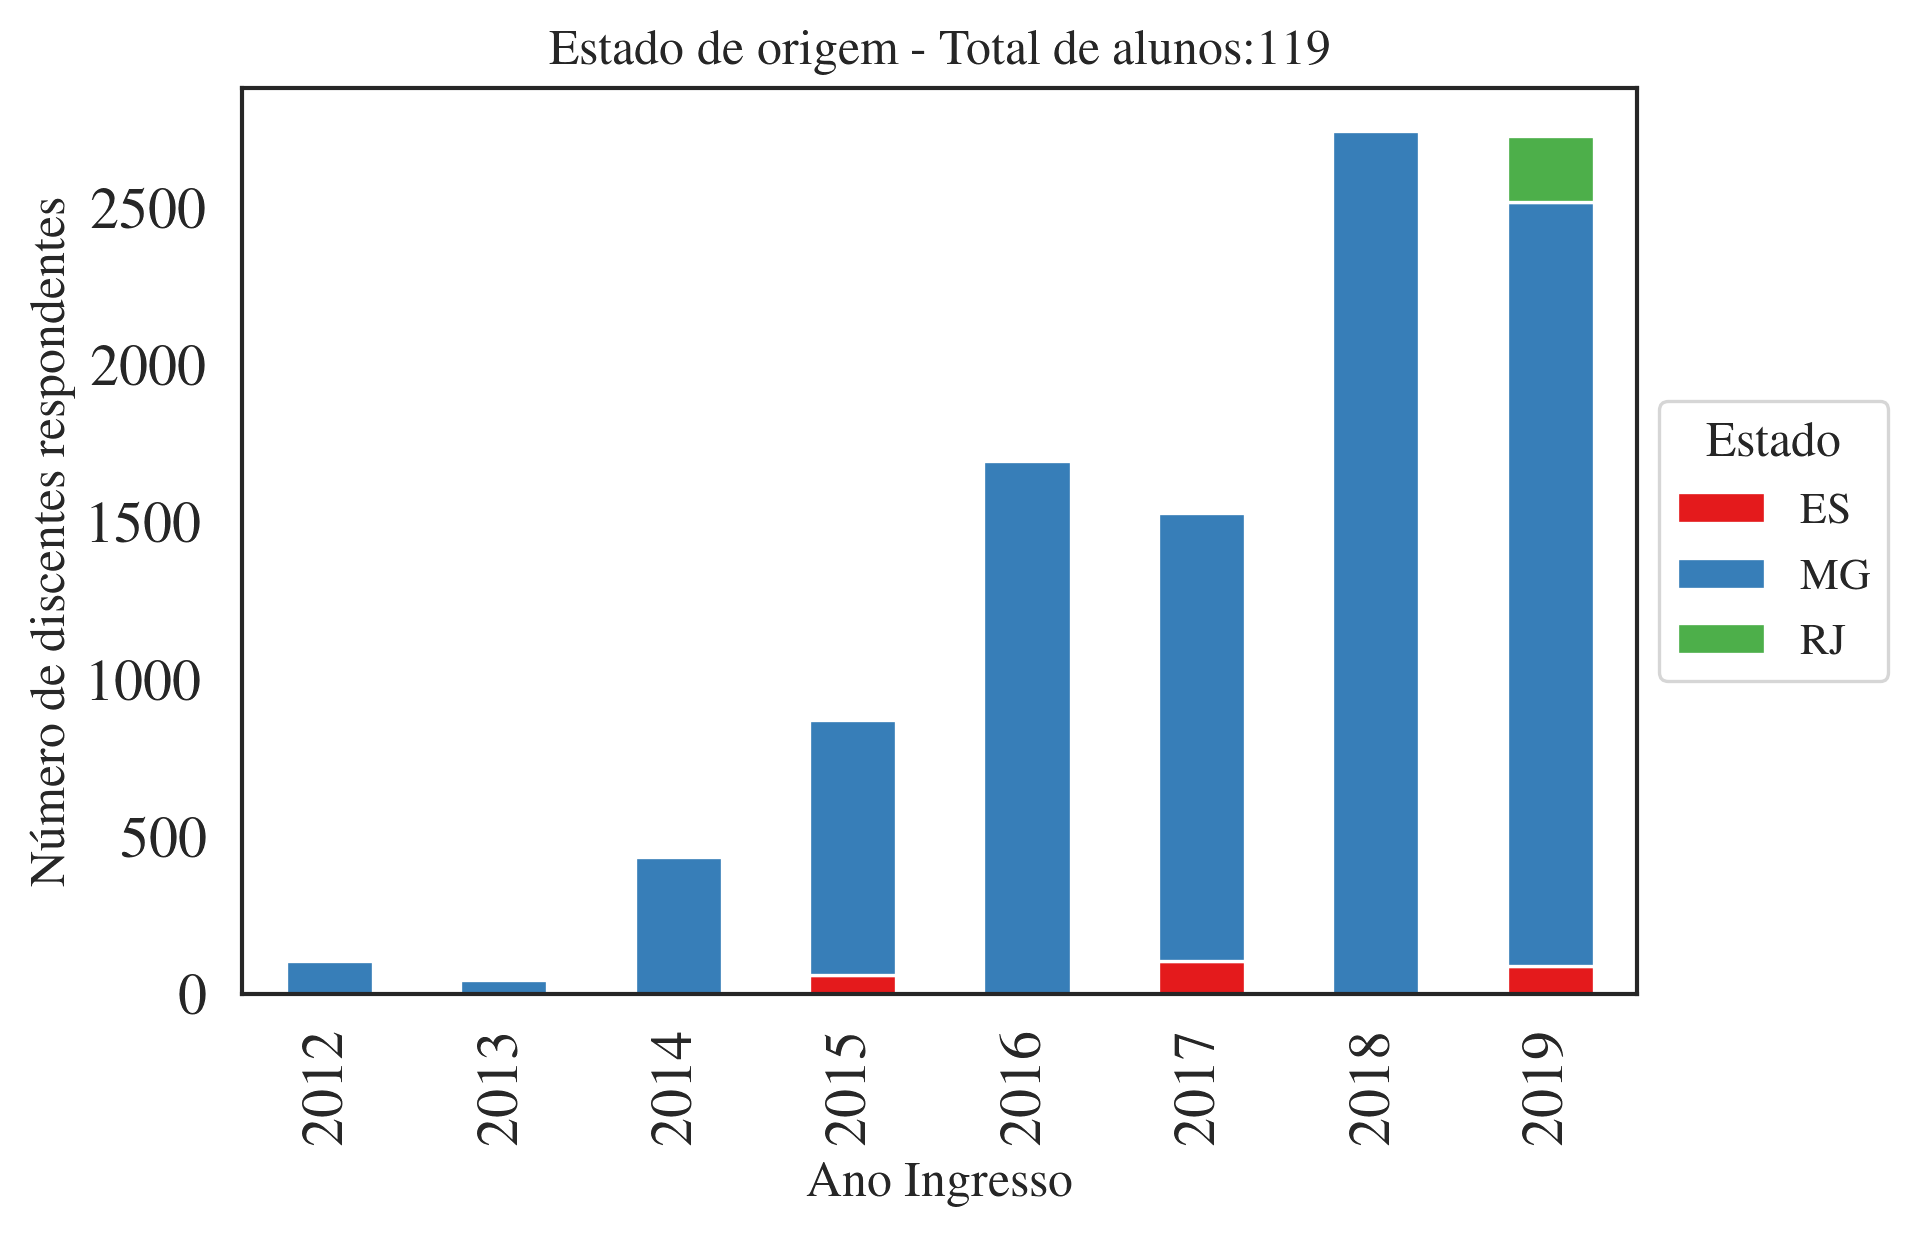 Estado de origem - Total de alunos:119
Número de discentes respondentes
2500
2000
1500
1000
500
0
2012
2013
2014
2015
2016
2017
2018
2019
Ano Ingresso
Estado
ES
MG
RJ